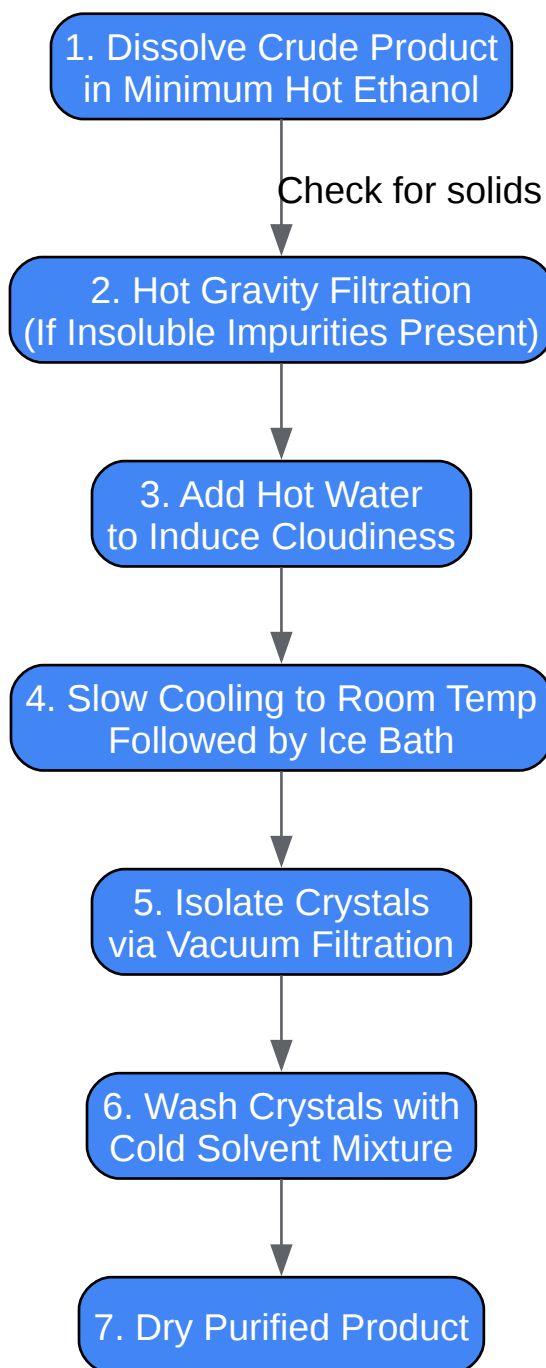 1. Dissolve Crude Product
in Minimum Hot Ethanol
Check for solids
2. Hot Gravity Filtration
(If Insoluble Impurities Present)
3. Add Hot Water
to Induce Cloudiness
4. Slow Cooling to Room Temp
Followed by Ice Bath
5. Isolate Crystals
via Vacuum Filtration
6. Wash Crystals with
Cold Solvent Mixture
7. Dry Purified Product